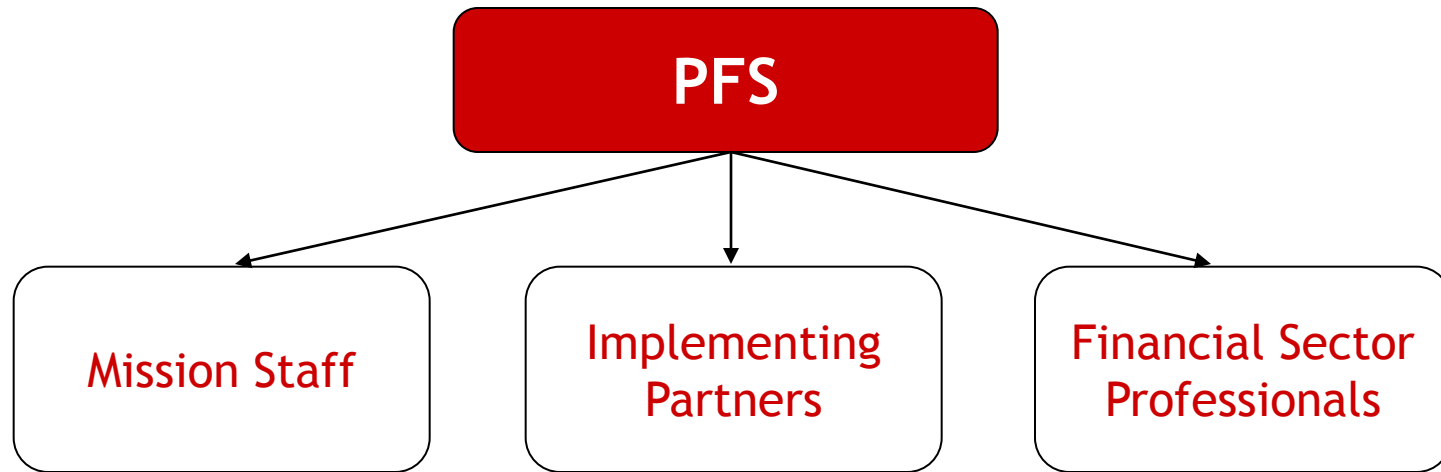 PFS
Mission Staff
Implementing
Partners
Financial Sector
Professionals